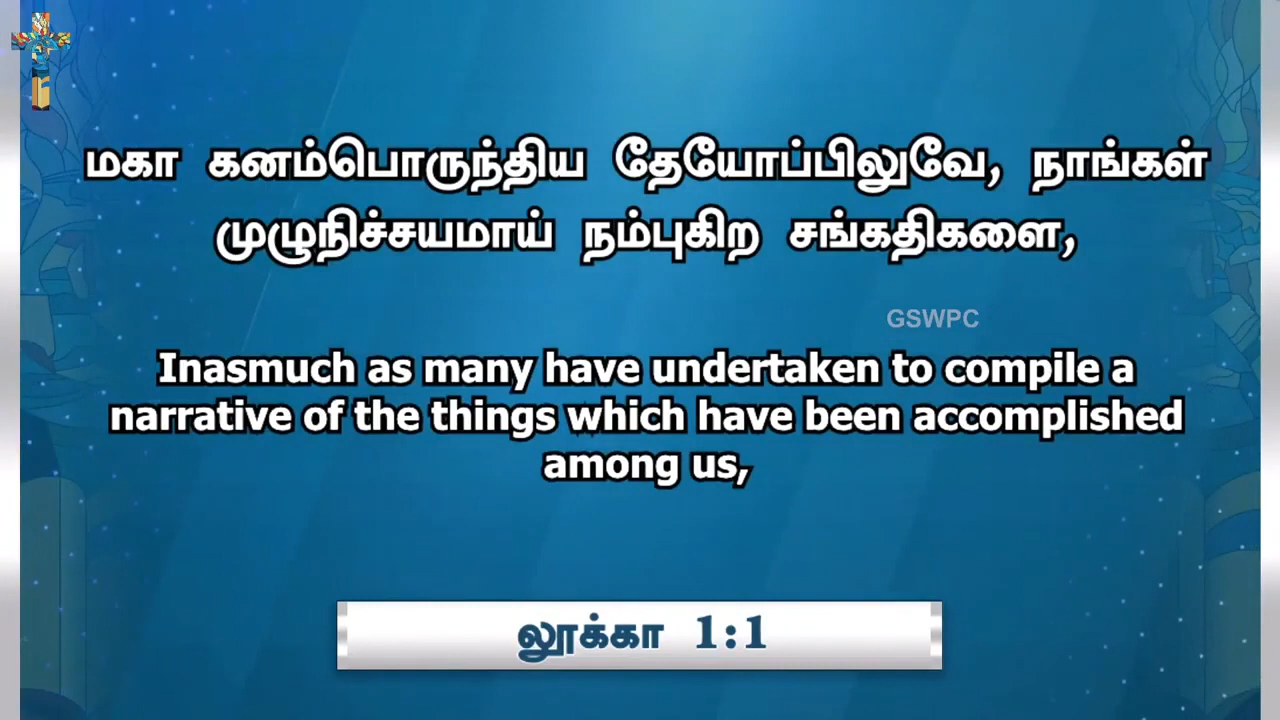 மகா கனம்பொருந்திய தேயோப்பிலுவே, நாங்கள்
முழுநிச்சயமாய் நம்புகிற சங்கதிகளை,
GSWPC
Inasmuch as many have undertaken to compile a
narrative of the things which have been accomplished
among us,
லூக்கா 1:1